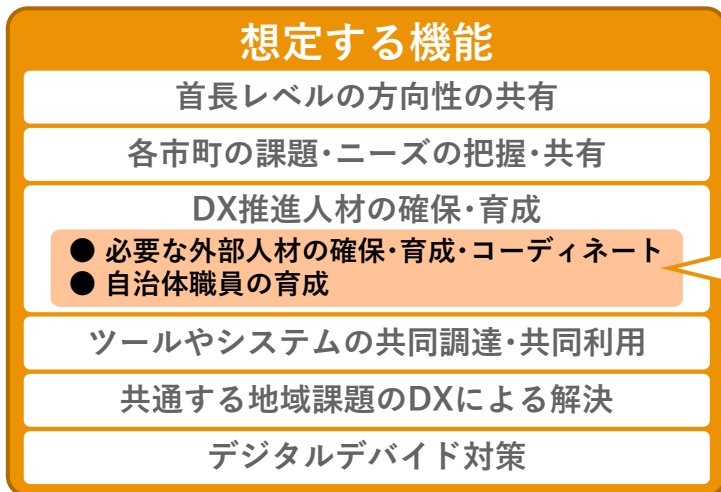 想定する機能
首長レベルの方向性の共有
各市町の課題･ニーズの把握･共有
DX推進人材の確保･育成
● 必要な外部人材の確保･育成･コーディネート
● 自治体職員の育成
ツールやシステムの共同調達･共同利用
共通する地域課題のDXによる解決
デジタルデバイド対策